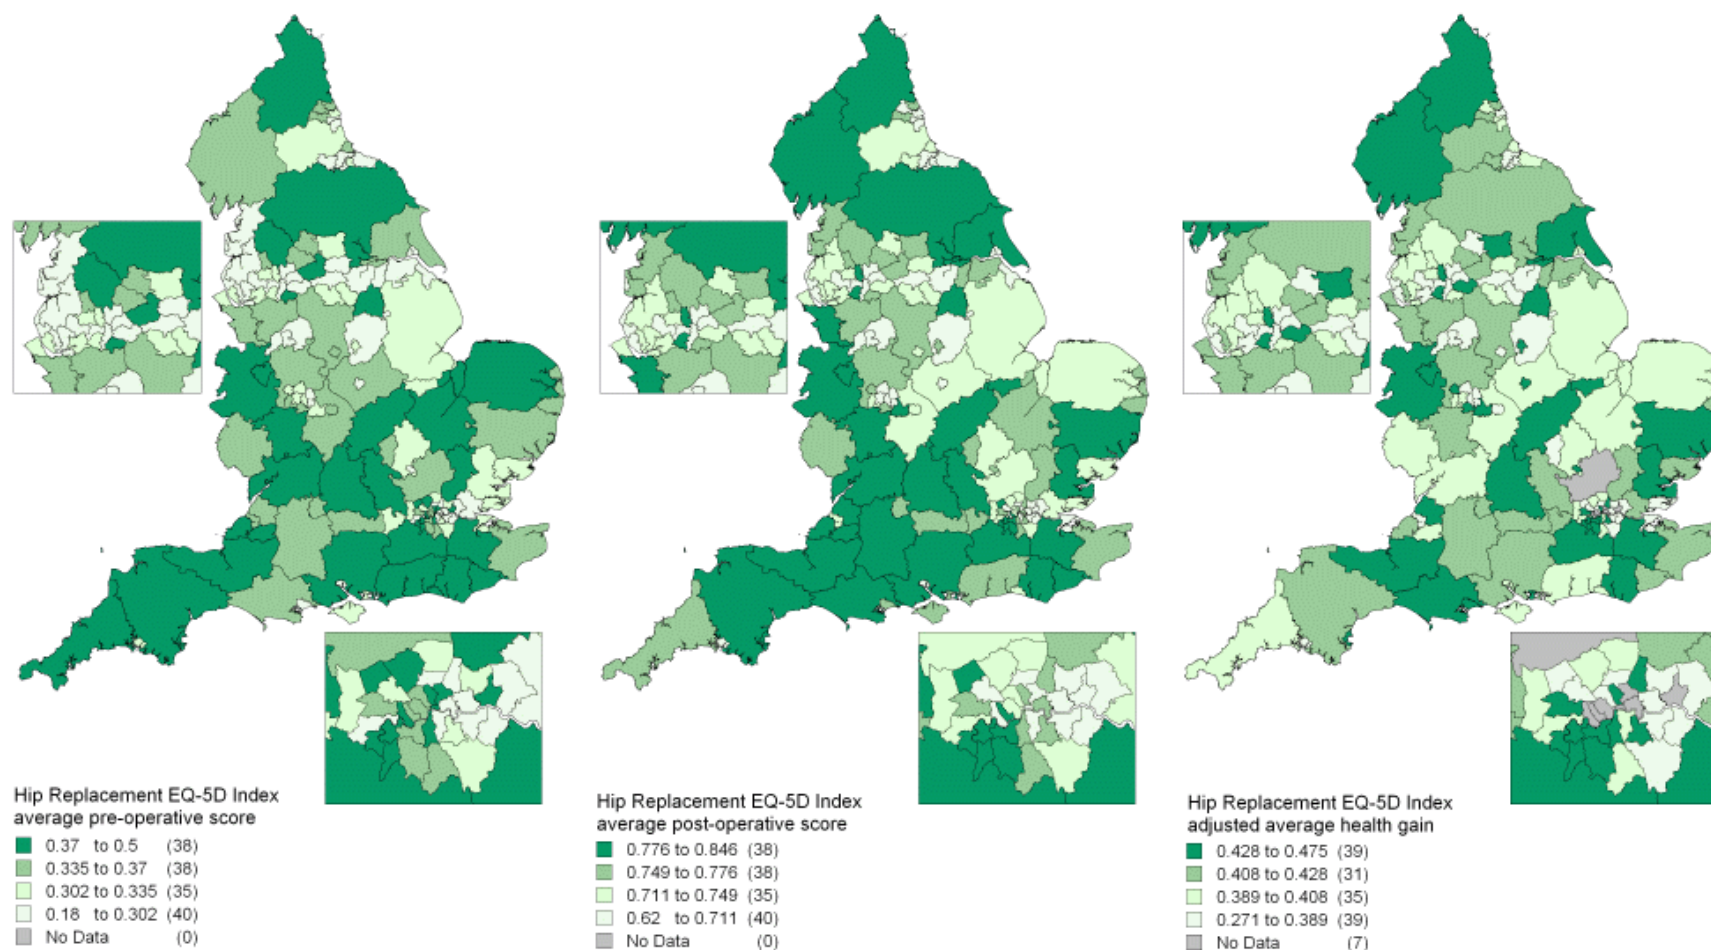 Hip Replacement EQ-5D Index
average pre-operative score
0.37 to 0.5 (38)
0.335 to 0.37 (38)
0.302 to 0.335 (35)
0.18 to 0.302 (40)
No Data (0)
Hip Replacement EQ-5D Index
average post-operative score
0.776 to 0.846 (38)
0.749 to 0.776 (38)
0.711 to 0.749 (35)
0.62 to 0.711 (40)
No Data (0)
Hip Replacement EQ-5D Index
adjusted average health gain
0.428 to 0.475 (39)
0.408 to 0.428 (31)
0.389 to 0.408 (35)
0.271 to 0.389 (39)
No Data (7)